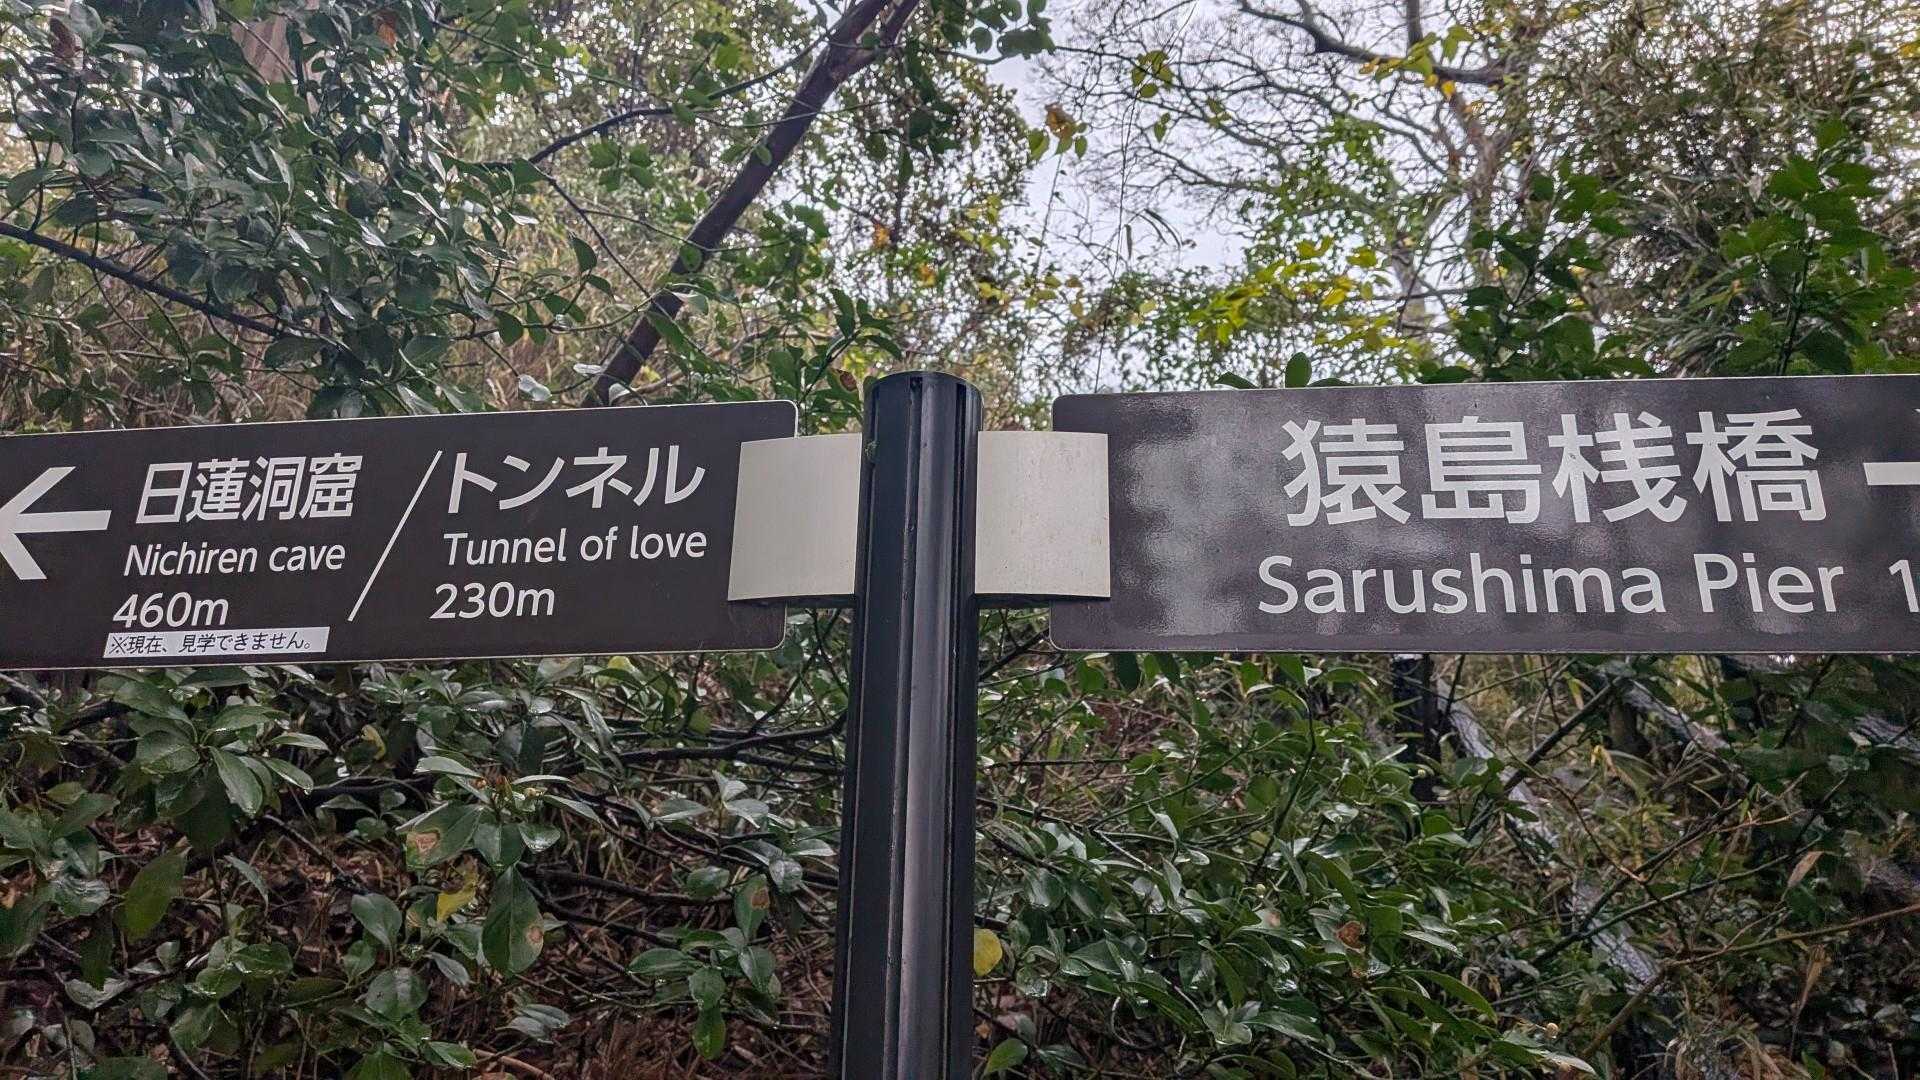 日蓮洞窟／トンネル
Nichiren cave
Tunnel of love
460m
230m
※現在、見学できません。
猿島桟橋
Sarushima Pier